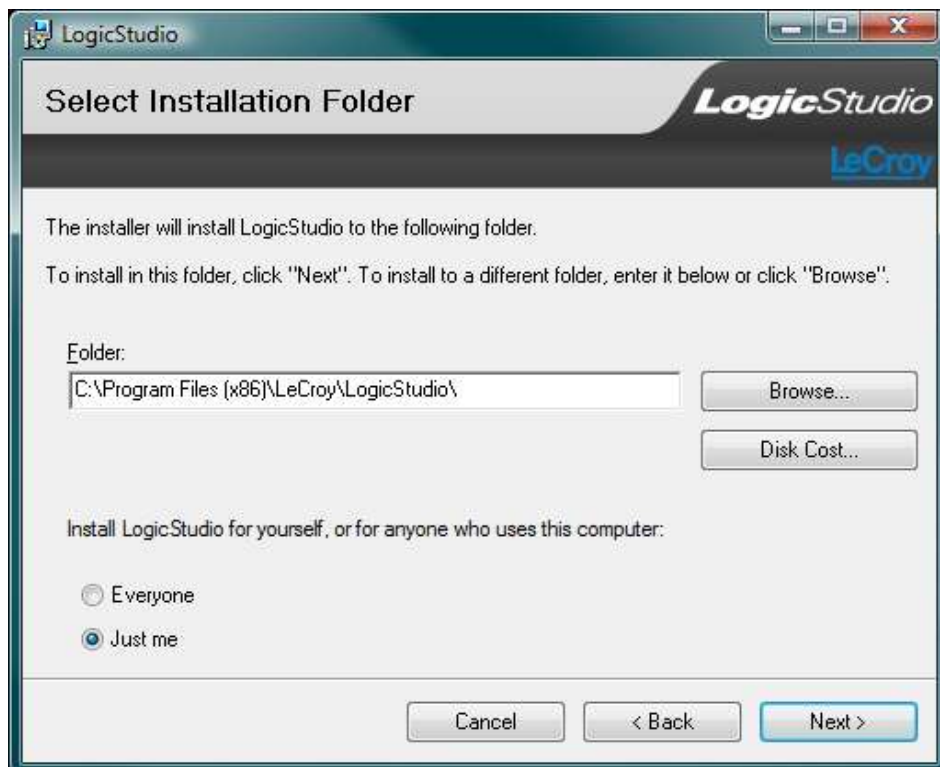 LogicStudio
Select Installation Folder
LogicStudio
LeCroy
The installer will install LogicStudio to the following folder.
To install in this folder, click "Next". To install to a different folder, enter it below or click "Browse".
Folder:
C:\Program Files (x86)\LeCroy\LogicStudio\
Browse...
Disk Cost...
Install LogicStudio for yourself, or for anyone who uses this computer:
Everyone
Just me
Cancel
< Back
Next >